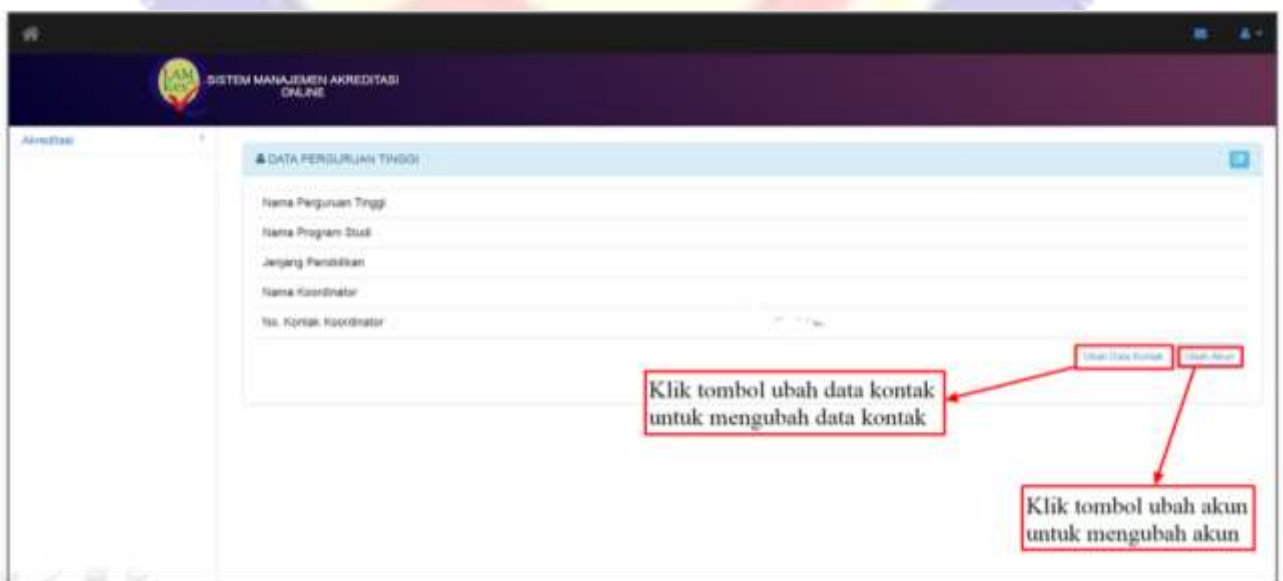 LAM
SISTEM MANAJEMEN AKREDITASI
ONLINE
Akreditasi
DATA PERGURUAN TINGGI
Nama Perguruan Tinggi
Nama Program Studi
Jenjang Pendidikan
Nama Koordinator
No. Kontak Koordinator
Ubah Data Kontak
Ubah Akun
Klik tombol ubah data kontak
untuk mengubah data kontak
Klik tombol ubah akun
untuk mengubah akun